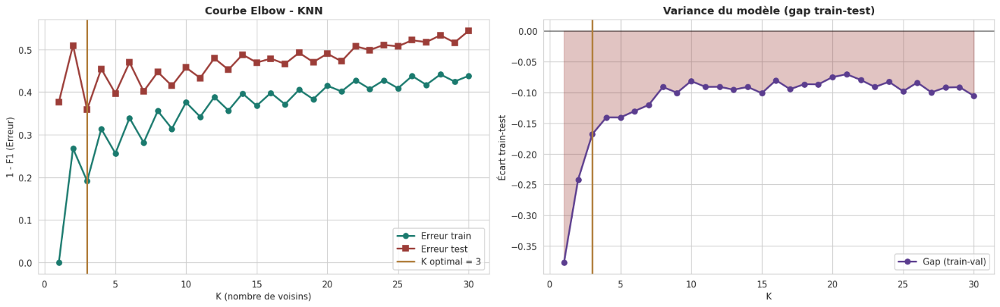 Courbe Elbow - KNN
1 - F1 (Erreur)
0.5
0.4
0.3
0.2
0.1
0.0
Erreur train
Erreur test
K optimal = 3
0 5 10 15 20 25 30
K (nombre de voisins)
Variance du modèle (gap train-test)
Écart train-test
0.00
−0.05
−0.10
−0.15
−0.20
−0.25
−0.30
−0.35
Gap (train-val)
0 5 10 15 20 25 30
K